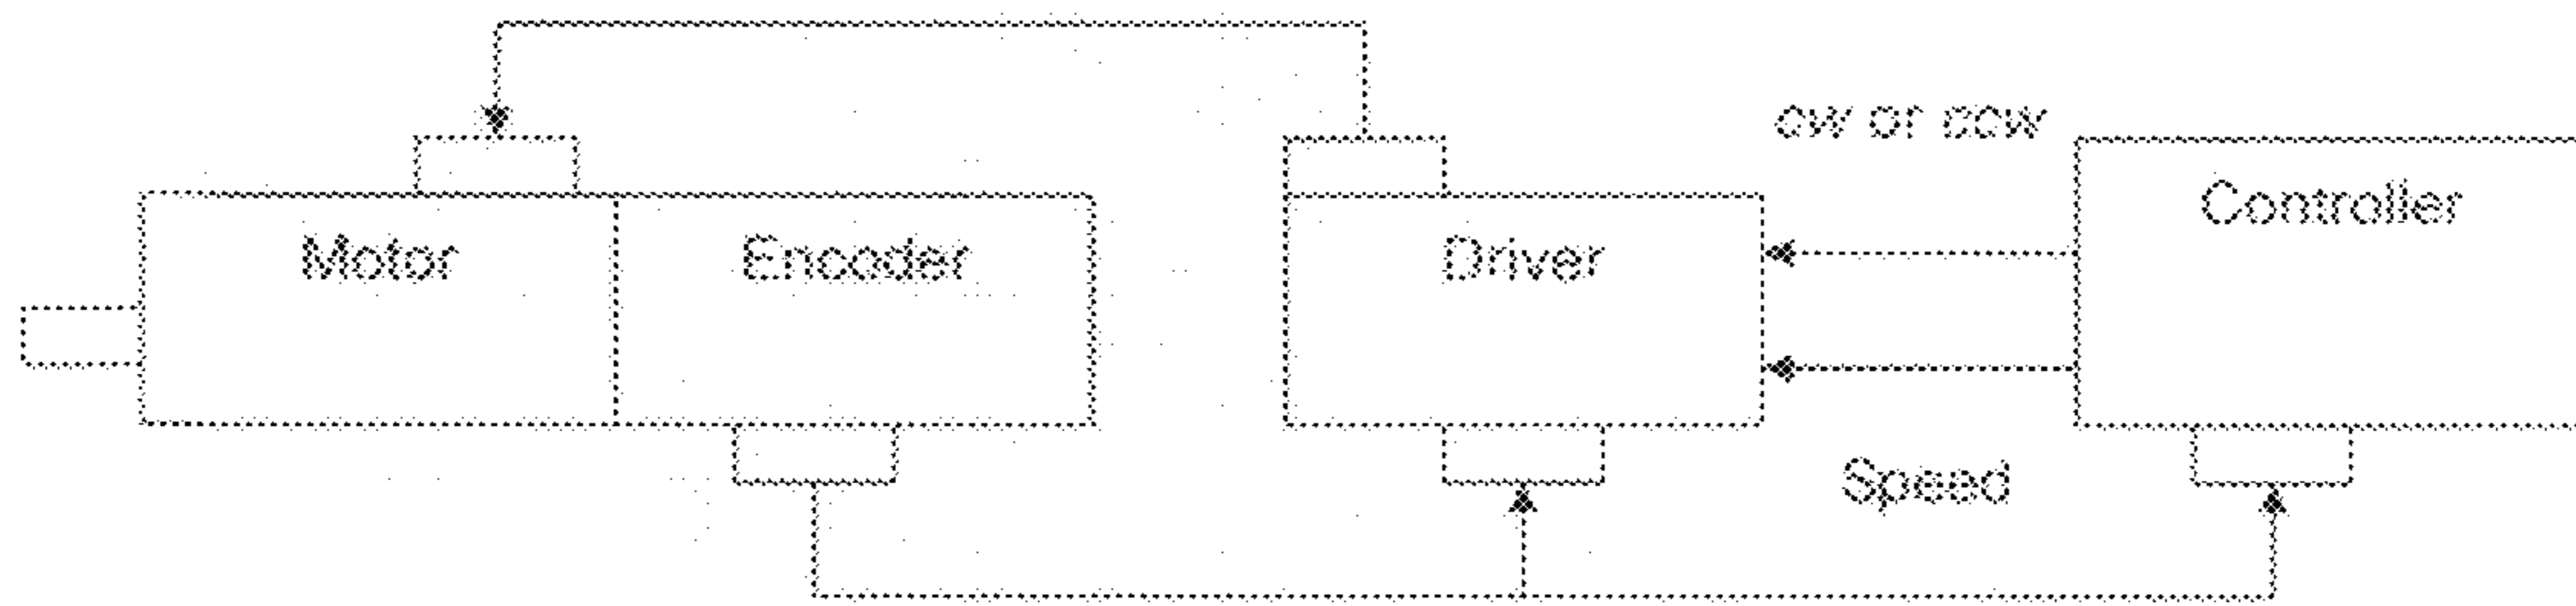 cw or ccw
Controller
Motor
Encoder
Driver
Speed